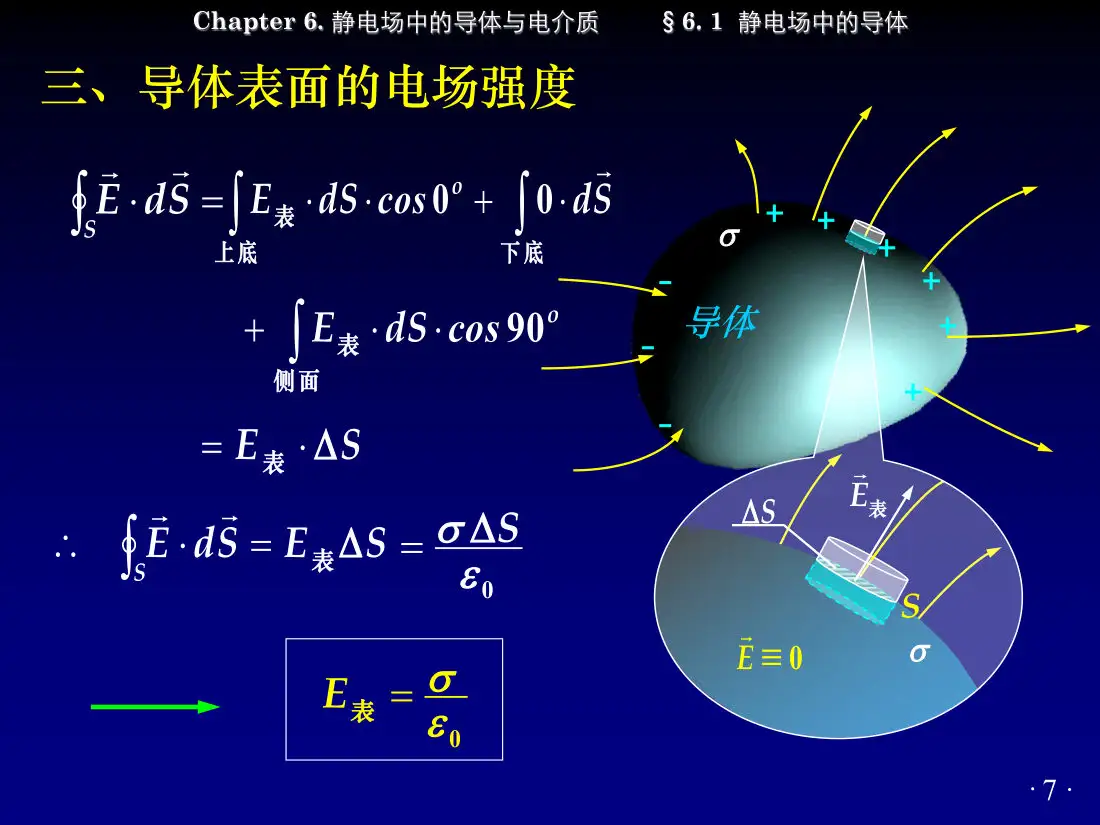 Chapter 6. 静电场中的导体与电介质 § 6. 1 静电场中的导体
三、导体表面的电场强度
∮_S E⃗ · dS⃗ = ∫_上底 E_表 · dS · cos 0° + ∫_下底 0 · dS⃗
+ ∫_侧面 E_表 · dS · cos 90°
= E_表 · ΔS
∴ ∮_S E⃗ · dS⃗ = E_表 ΔS = σ ΔS / ε₀
E_表 = σ / ε₀
σ
+ + + + + +
- - -
导体
ΔS
E⃗_表
S
σ
E⃗ ≡ 0
· 7 ·